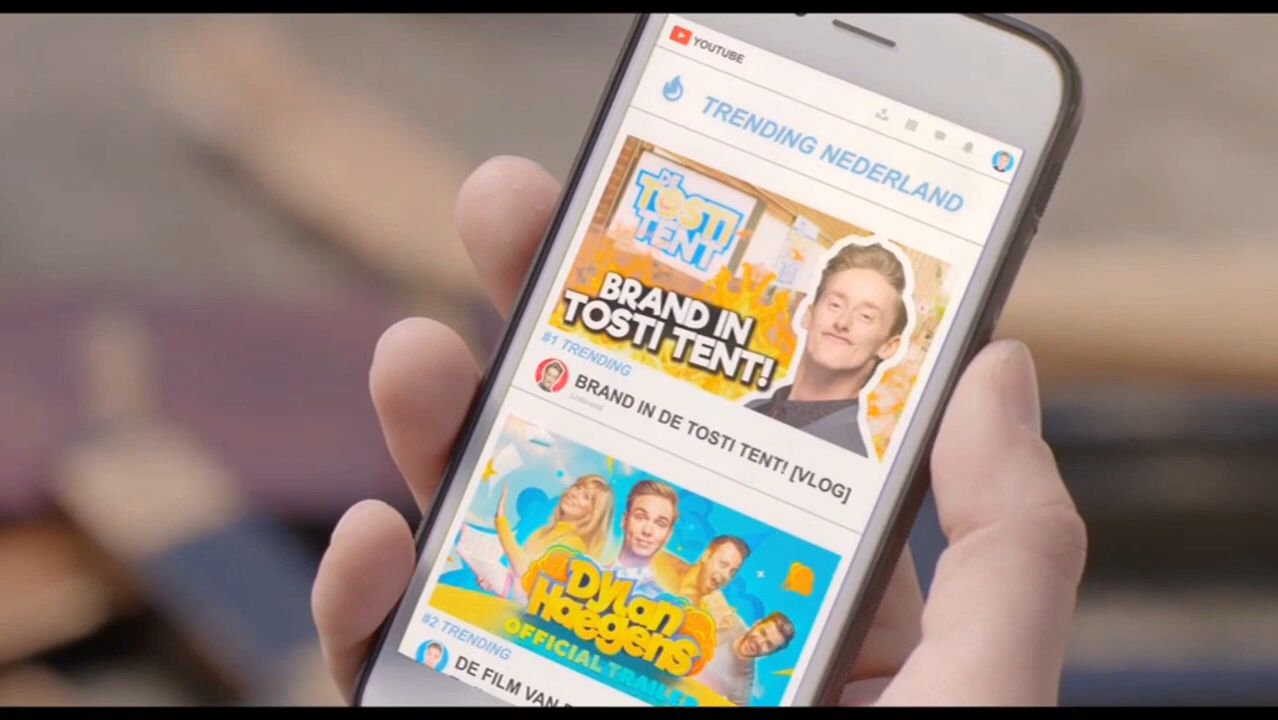 YOUTUBE
TRENDING NEDERLAND
DE
TOSTI
TENT
BRAND IN
TOSTI TENT!
#1 TRENDING
BRAND IN DE TOSTI TENT! [VLOG]
Dylan
Haegens
OFFICIAL TRAILER
#2 TRENDING
DE FILM VAN